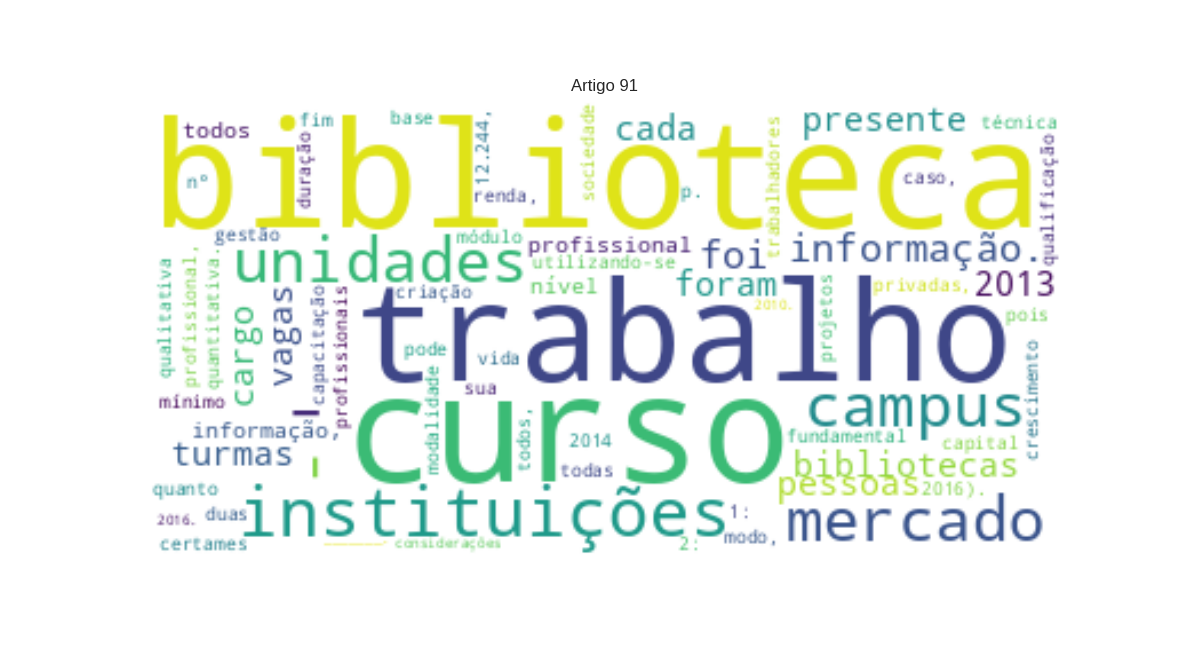 Artigo 91
todos
fim
base
12.244,
sociedade
cada
trabalhadores
presente
técnica
biblioteca
nº
duração
renda,
p.
caso,
qualificação
gestão
unidades
módulo
profissional
utilizando-se
nível
foi
foram
informação.
privadas,
2013
2010.
pois
qualitativa
profissional,
quantitativa.
cargo
vagas
capacitação
profissionais
criação
trabalho
projetos
pode
vida
sua
modalidade
curso
todos,
2014
todas
campus
crescimento
mínimo
informação,
turmas
fundamental
capital
bibliotecas
pessoas
2016).
quanto
2016.
duas
certames
instituições
considerações
1:
2:
modo,
mercado